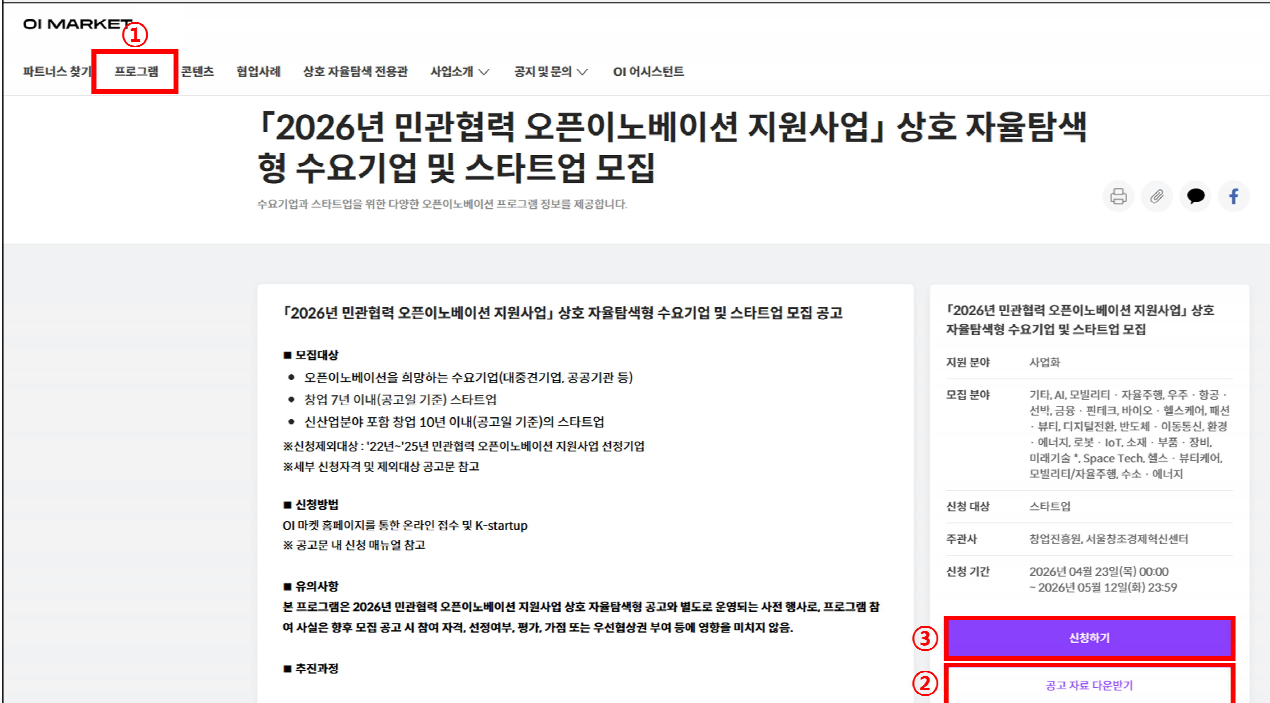 OI MARKET
①
파트너스 찾기 프로그램 콘텐츠 협업사례 상호 자율탐색 전용관 사업소개 공지 및 문의 OI 어시스턴트
「2026년 민관협력 오픈이노베이션 지원사업」 상호 자율탐색
형 수요기업 및 스타트업 모집
수요기업과 스타트업을 위한 다양한 오픈이노베이션 프로그램 정보를 제공합니다.
「2026년 민관협력 오픈이노베이션 지원사업」 상호 자율탐색형 수요기업 및 스타트업 모집 공고
■ 모집대상
● 오픈이노베이션을 희망하는 수요기업(대중견기업, 공공기관 등)
● 창업 7년 이내(공고일 기준) 스타트업
● 신산업분야 포함 창업 10년 이내(공고일 기준)의 스타트업
※신청제외대상 : '22년~'25년 민관협력 오픈이노베이션 지원사업 선정기업
※세부 신청자격 및 제외대상 공고문 참고
■ 신청방법
OI 마켓 홈페이지를 통한 온라인 접수 및 K-startup
※ 공고문 내 신청 매뉴얼 참고
■ 유의사항
본 프로그램은 2026년 민관협력 오픈이노베이션 지원사업 상호 자율탐색형 공고와 별도로 운영되는 사전 행사로, 프로그램 참
여 사실은 향후 모집 공고 시 참여 자격, 선정여부, 평가, 가점 또는 우선협상권 부여 등에 영향을 미치지 않음.
■ 추진과정
「2026년 민관협력 오픈이노베이션 지원사업」 상호
자율탐색형 수요기업 및 스타트업 모집
지원 분야 사업화
모집 분야 기타, AI, 모빌리티 · 자율주행, 우주 · 항공 ·
선박, 금융 · 핀테크, 바이오 · 헬스케어, 패션
· 뷰티, 디지털전환, 반도체 · 이동통신, 환경
· 에너지, 로봇 · IoT, 소재 · 부품 · 장비,
미래기술 *, Space Tech, 헬스 · 뷰티케어,
모빌리티/자율주행, 수소 · 에너지
신청 대상 스타트업
주관사 창업진흥원, 서울창조경제혁신센터
신청 기간 2026년 04월 23일(목) 00:00
~ 2026년 05월 12일(화) 23:59
③ 신청하기
② 공고 자료 다운받기